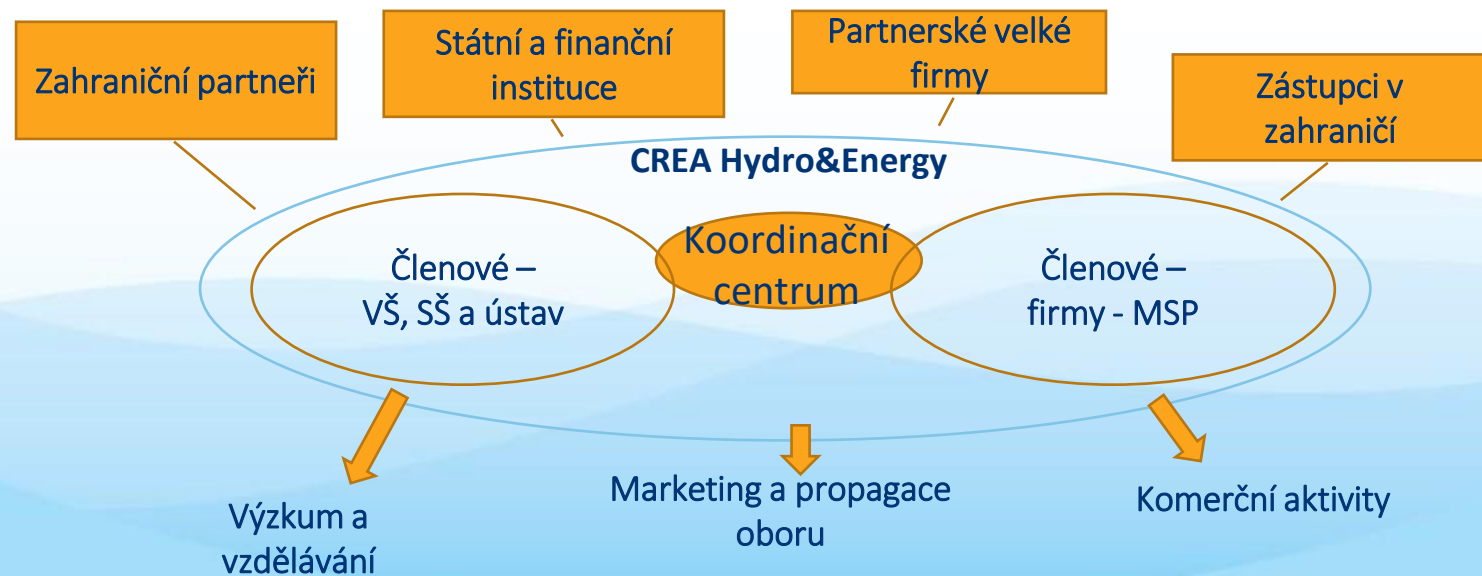 Zahraniční partneři
Státní a finanční
instituce
Partnerské velké
firmy
Zástupci v
zahraničí
CREA Hydro&Energy
Členové –
VŠ, SŠ a ústav
Koordinační
centrum
Členové –
firmy - MSP
Výzkum a
vzdělávání
Marketing a propagace
oboru
Komerční aktivity